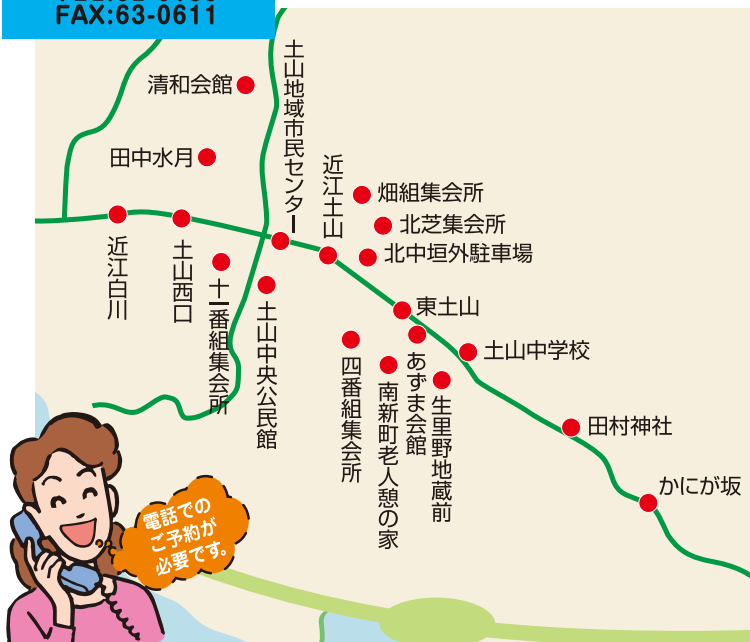 FAX:63-0611
清和会館
土山地域市民センター
田中水月
近江土山
畑組集会所
北芝集会所
北中垣外駐車場
近江白川
土山西口
十一番組集会所
土山中央公民館
東土山
土山中学校
四番組集会所
南新町老人憩の家
あずま会館
生里野地蔵前
田村神社
かにが坂
電話での
ご予約が
必要です。